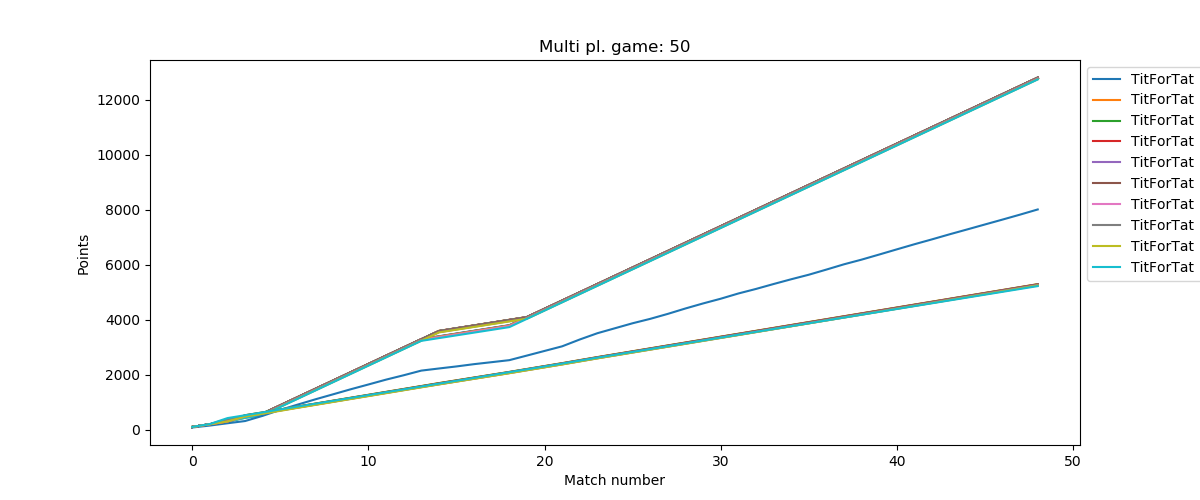 Multi pl. game: 50
12000
10000
8000
6000
4000
2000
0
Points
0 10 20 30 40 50
Match number
TitForTat
TitForTat
TitForTat
TitForTat
TitForTat
TitForTat
TitForTat
TitForTat
TitForTat
TitForTat